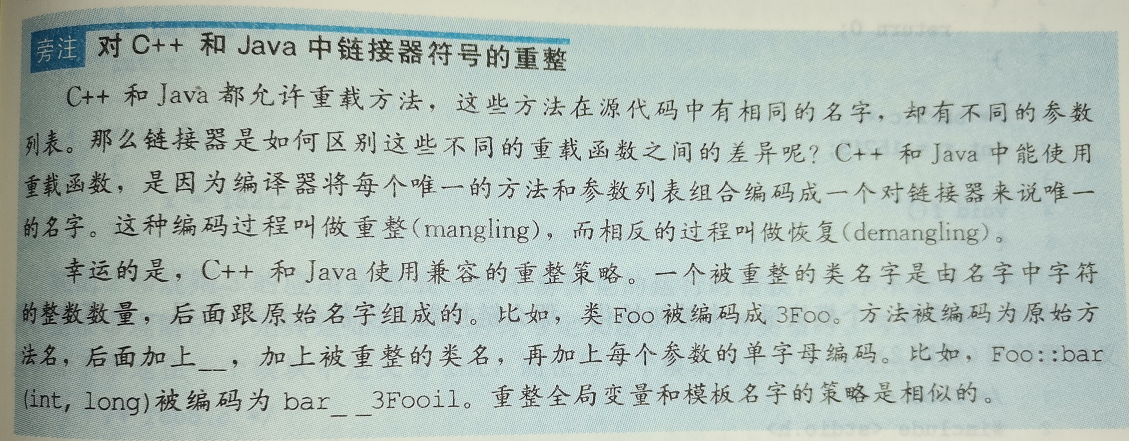 旁注 对 C++ 和 Java 中链接器符号的重整
C++ 和 Java 都允许重载方法，这些方法在源代码中有相同的名字，却有不同的参数
列表。那么链接器是如何区别这些不同的重载函数之间的差异呢？C++ 和 Java 中能使用
重载函数，是因为编译器将每个唯一的方法和参数列表组合编码成一个对链接器来说唯一
的名字。这种编码过程叫做重整(mangling)，而相反的过程叫做恢复(demangling)。
幸运的是，C++ 和 Java 使用兼容的重整策略。一个被重整的类名字是由名字中字符
的整数数量，后面跟原始名字组成的。比如，类 Foo 被编码成 3Foo。方法被编码为原始方
法名，后面加上__，加上被重整的类名，再加上每个参数的单字母编码。比如，Foo::bar
(int, long)被编码为 bar_ _3Fooil。重整全局变量和模板名字的策略是相似的。